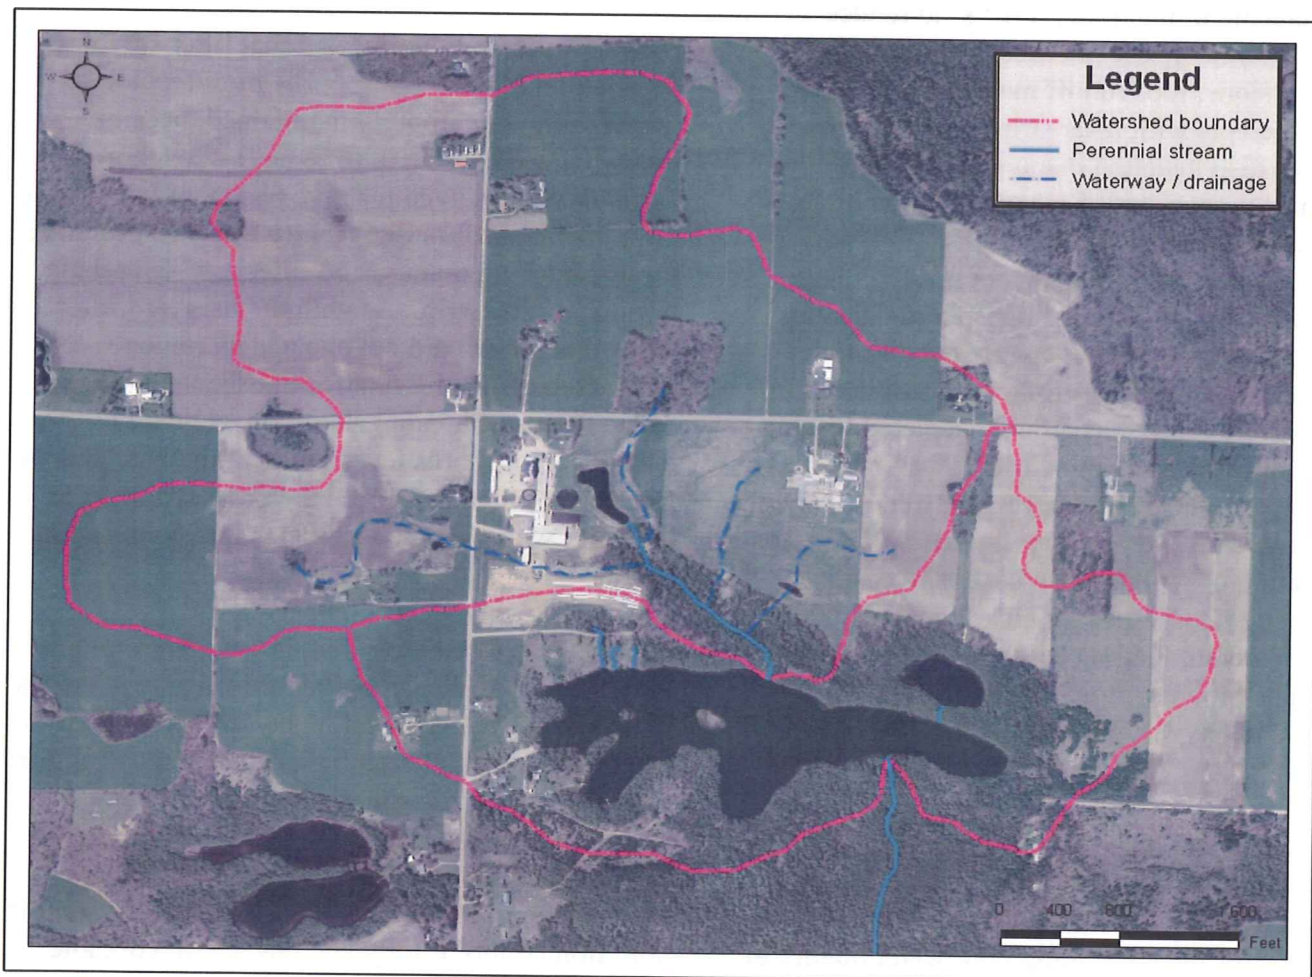 N
W E
S
Legend
Watershed boundary
Perennial stream
Waterway / drainage
0 400 800 1,600
Feet